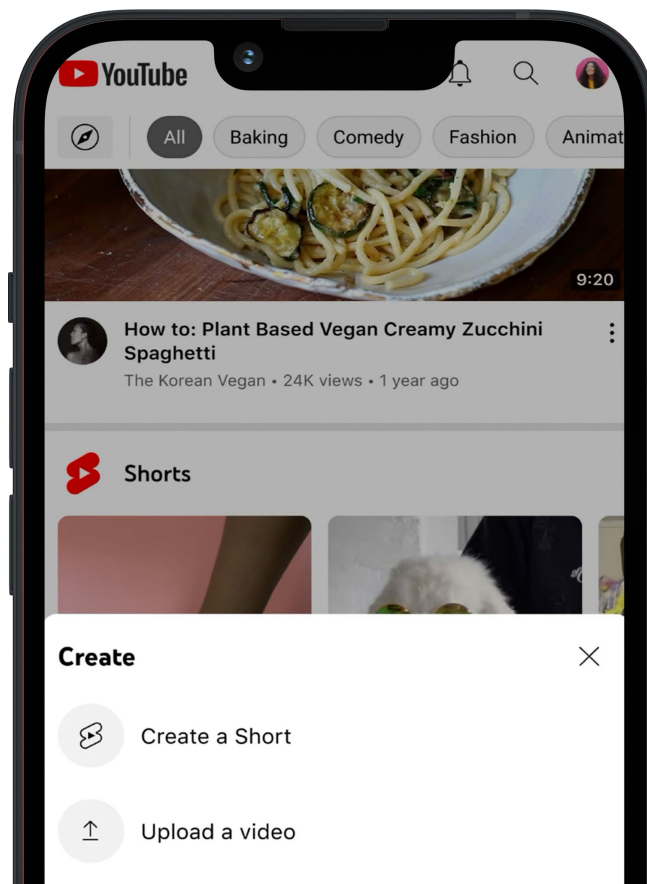 YouTube
All Baking Comedy Fashion Animat
9:20
How to: Plant Based Vegan Creamy Zucchini
Spaghetti
The Korean Vegan • 24K views • 1 year ago
Shorts
Create
Create a Short
Upload a video